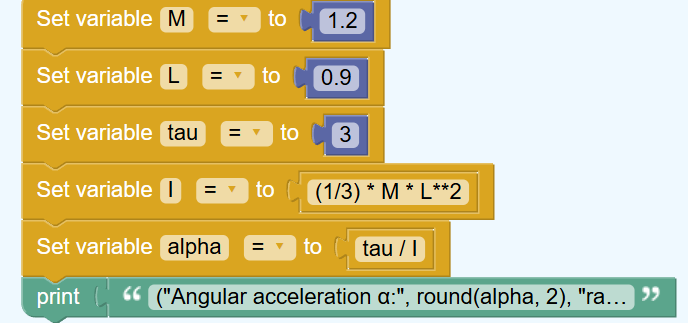 Set variable M = to 1.2
Set variable L = to 0.9
Set variable tau = to 3
Set variable I = to (1/3) * M * L**2
Set variable alpha = to tau / I
print “ ("Angular acceleration α:", round(alpha, 2), "ra… ”